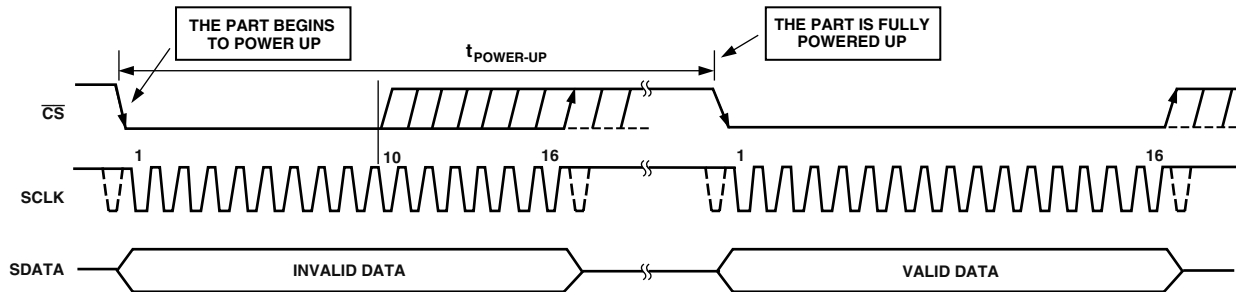 THE PART BEGINS
TO POWER UP
THE PART IS FULLY
POWERED UP
tPOWER-UP
CS
1
10
16
1
16
SCLK
SDATA
INVALID DATA
VALID DATA